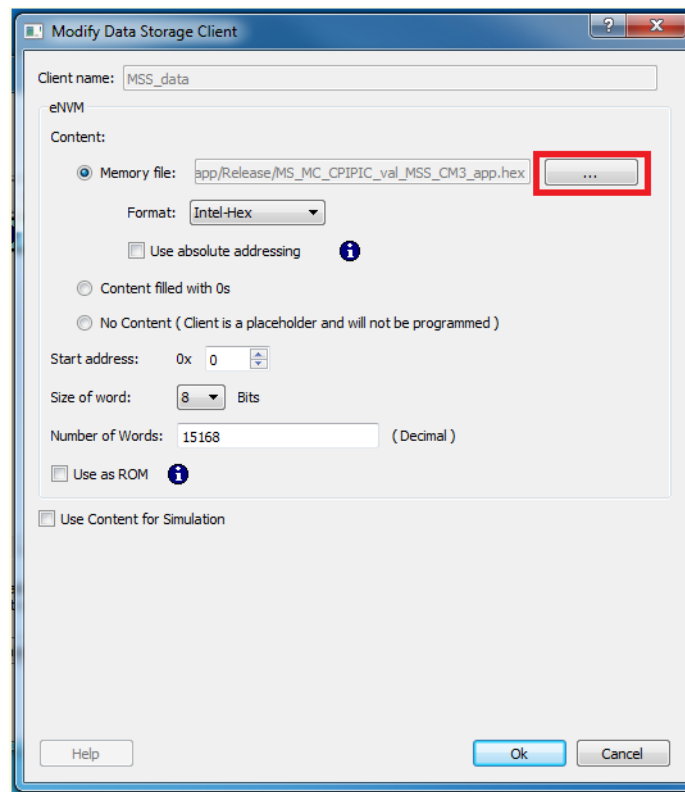 Modify Data Storage Client
Client name: MSS_data
eNVM
Content:
Memory file: app/Release/MS_MC_CPIPIC_val_MSS_CM3_app.hex ...
Format: Intel-Hex
Use absolute addressing
Content filled with 0s
No Content ( Client is a placeholder and will not be programmed )
Start address: 0x 0
Size of word: 8 Bits
Number of Words: 15168 ( Decimal )
Use as ROM
Use Content for Simulation
Help Ok Cancel